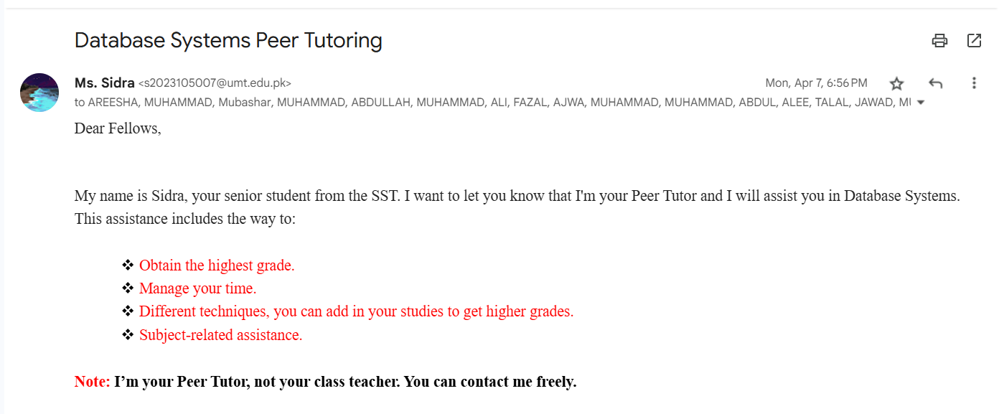 Database Systems Peer Tutoring
Ms. Sidra <s2023105007@umt.edu.pk>
Mon, Apr 7, 6:56 PM
to AREESHA, MUHAMMAD, Mubashar, MUHAMMAD, ABDULLAH, MUHAMMAD, ALI, FAZAL, AJWA, MUHAMMAD, MUHAMMAD, ABDUL, ALEE, TALAL, JAWAD,
Dear Fellows,
My name is Sidra, your senior student from the SST. I want to let you know that I'm your Peer Tutor and I will assist you in Database Systems.
This assistance includes the way to:
❖ Obtain the highest grade.
❖ Manage your time.
❖ Different techniques, you can add in your studies to get higher grades.
❖ Subject-related assistance.
Note: I’m your Peer Tutor, not your class teacher. You can contact me freely.